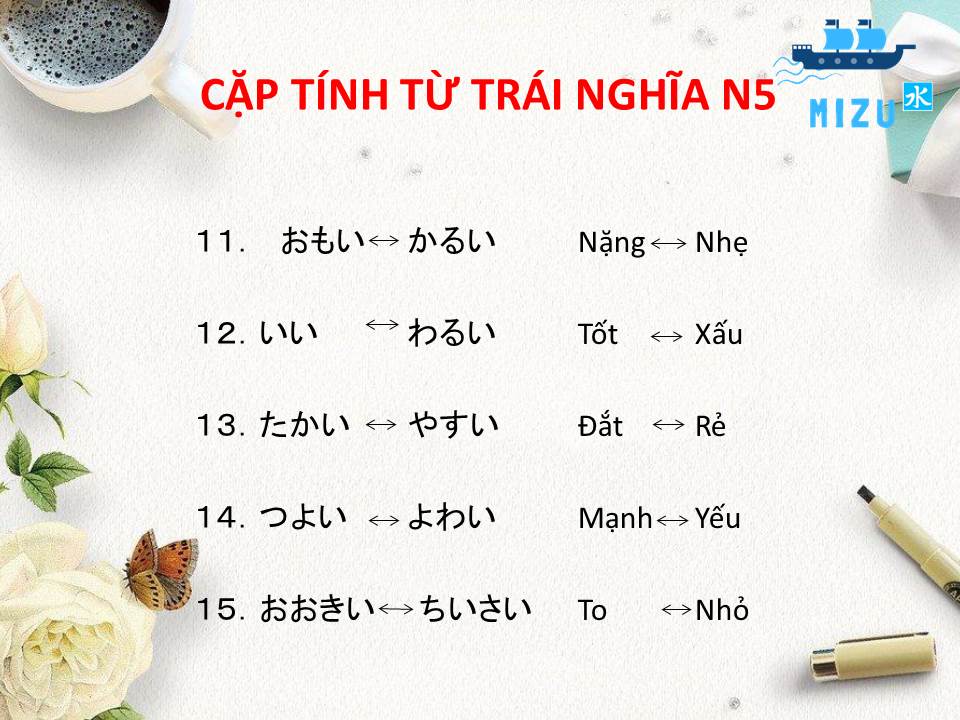 CẶP TÍNH TỪ TRÁI NGHĨA N5
MIZU 水
１１． おもい ↔ かるい Nặng ↔ Nhẹ
１２．いい ↔ わるい Tốt ↔ Xấu
１３．たかい ↔ やすい Đắt ↔ Rẻ
１４．つよい ↔ よわい Mạnh ↔ Yếu
１５．おおきい ↔ ちいさい To ↔ Nhỏ